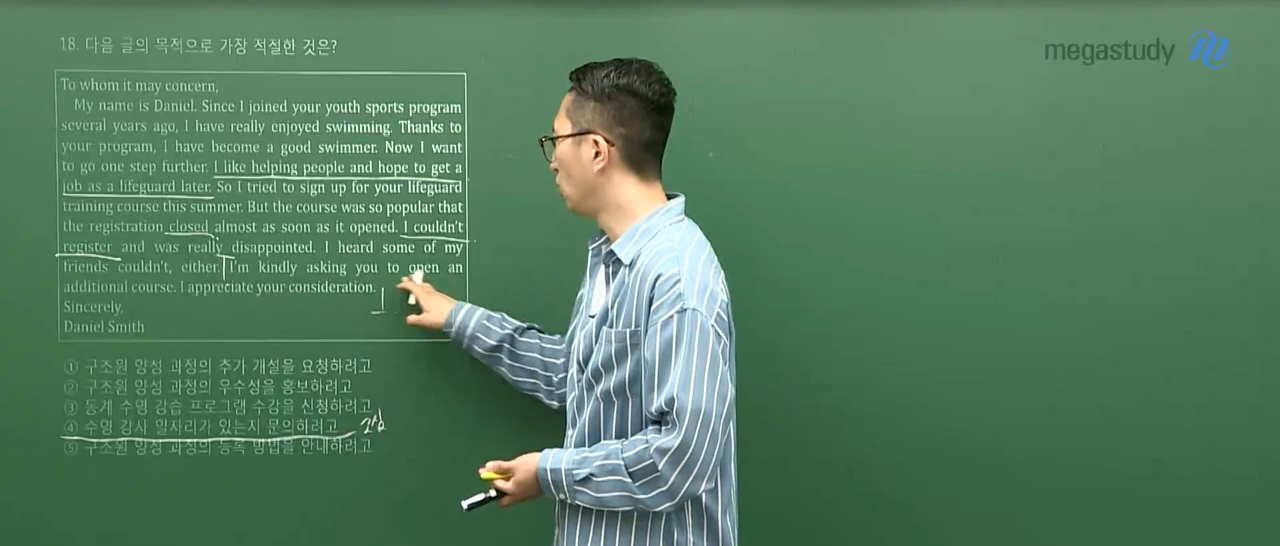 18. 다음 글의 목적으로 가장 적절한 것은?
megastudy
To whom it may concern,
My name is Daniel. Since I joined your youth sports program
several years ago, I have really enjoyed swimming. Thanks to
your program, I have become a good swimmer. Now I want
to go one step further. I like helping people and hope to get a
job as a lifeguard later. So I tried to sign up for your lifeguard
training course this summer. But the course was so popular that
the registration closed almost as soon as it opened. I couldn't
register and was really disappointed. I heard some of my
friends couldn't, either. I'm kindly asking you to open an
additional course. I appreciate your consideration.
Sincerely,
Daniel Smith
① 구조원 양성 과정의 추가 개설을 요청하려고
② 구조원 양성 과정의 우수성을 홍보하려고
③ 동계 수영 강습 프로그램 수강을 신청하려고
④ 수영 강사 일자리가 있는지 문의하려고
⑤ 구조원 양성 과정의 등록 방법을 안내하려고